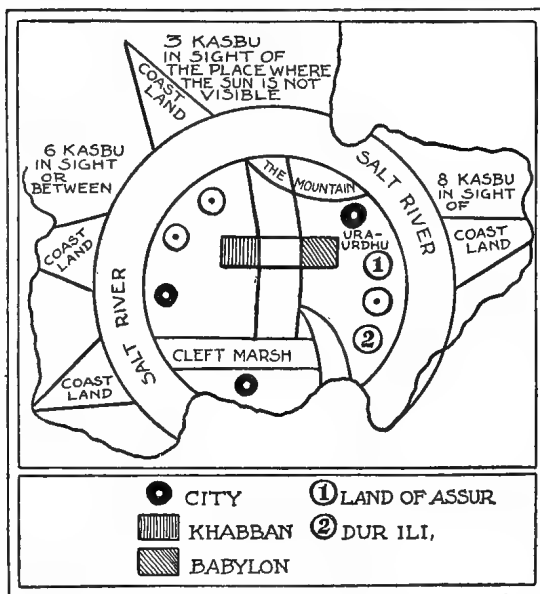 3 KASBU
IN SIGHT OF
THE PLACE WHERE
THE SUN IS NOT
VISIBLE
COAST
LAND
6 KASBU
IN SIGHT
OR
BETWEEN
COAST
LAND
COAST
LAND
SALT RIVER
THE MOUNTAIN
SALT RIVER
8 KASBU
IN SIGHT
OF
COAST
LAND
URA-
URDHU
1
2
CLEFT MARSH
CITY
KHABBAN
BABYLON
1 LAND OF ASSUR
2 DUR ILI,